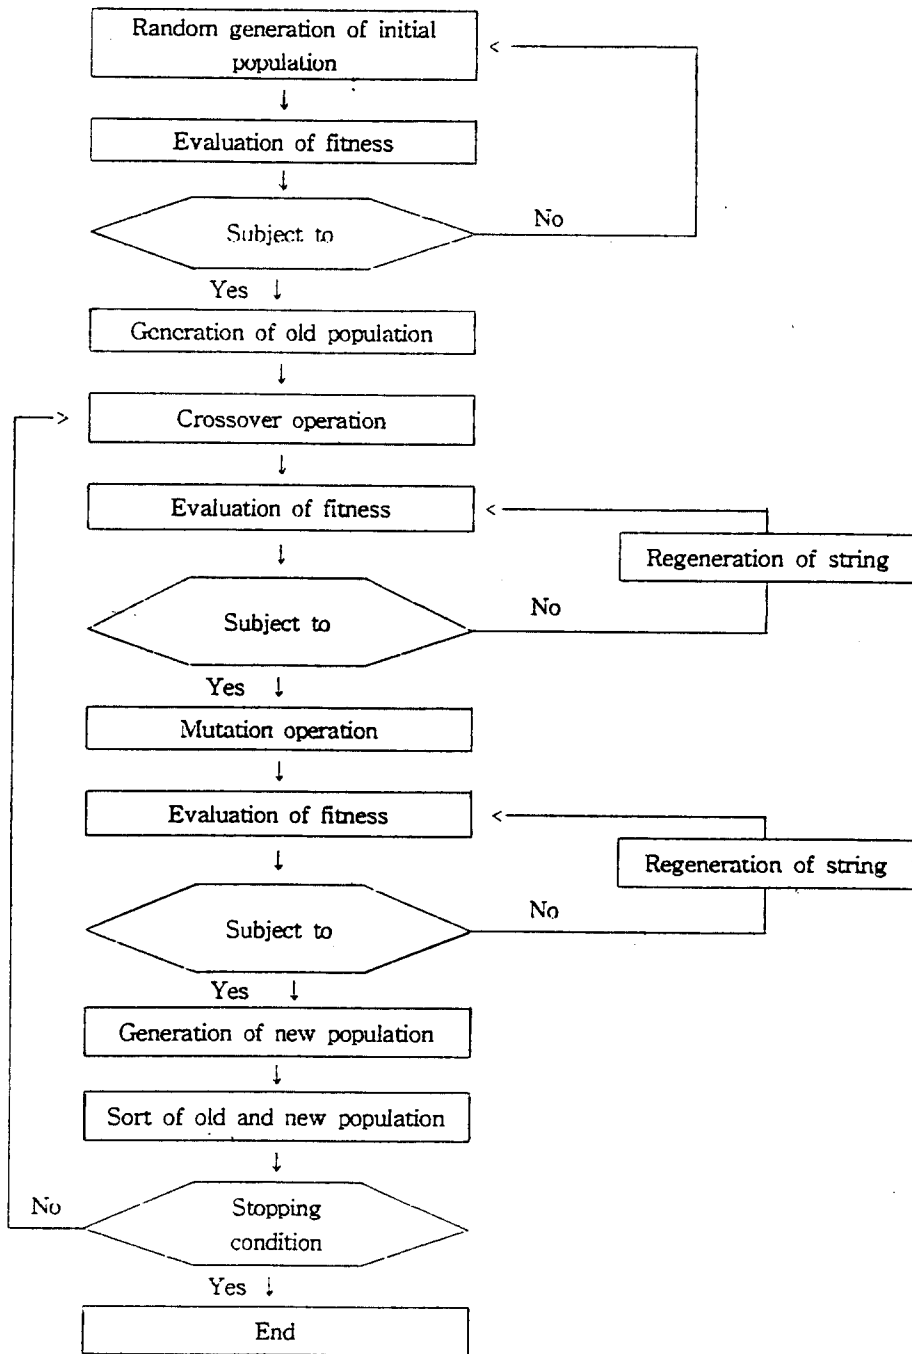 Random generation of initial
population
Evaluation of fitness
Subject to
No
Yes
Generation of old population
Crossover operation
Evaluation of fitness
Regeneration of string
Subject to
No
Yes
Mutation operation
Evaluation of fitness
Regeneration of string
Subject to
No
Yes
Generation of new population
Sort of old and new population
No
Stopping
condition
Yes
End